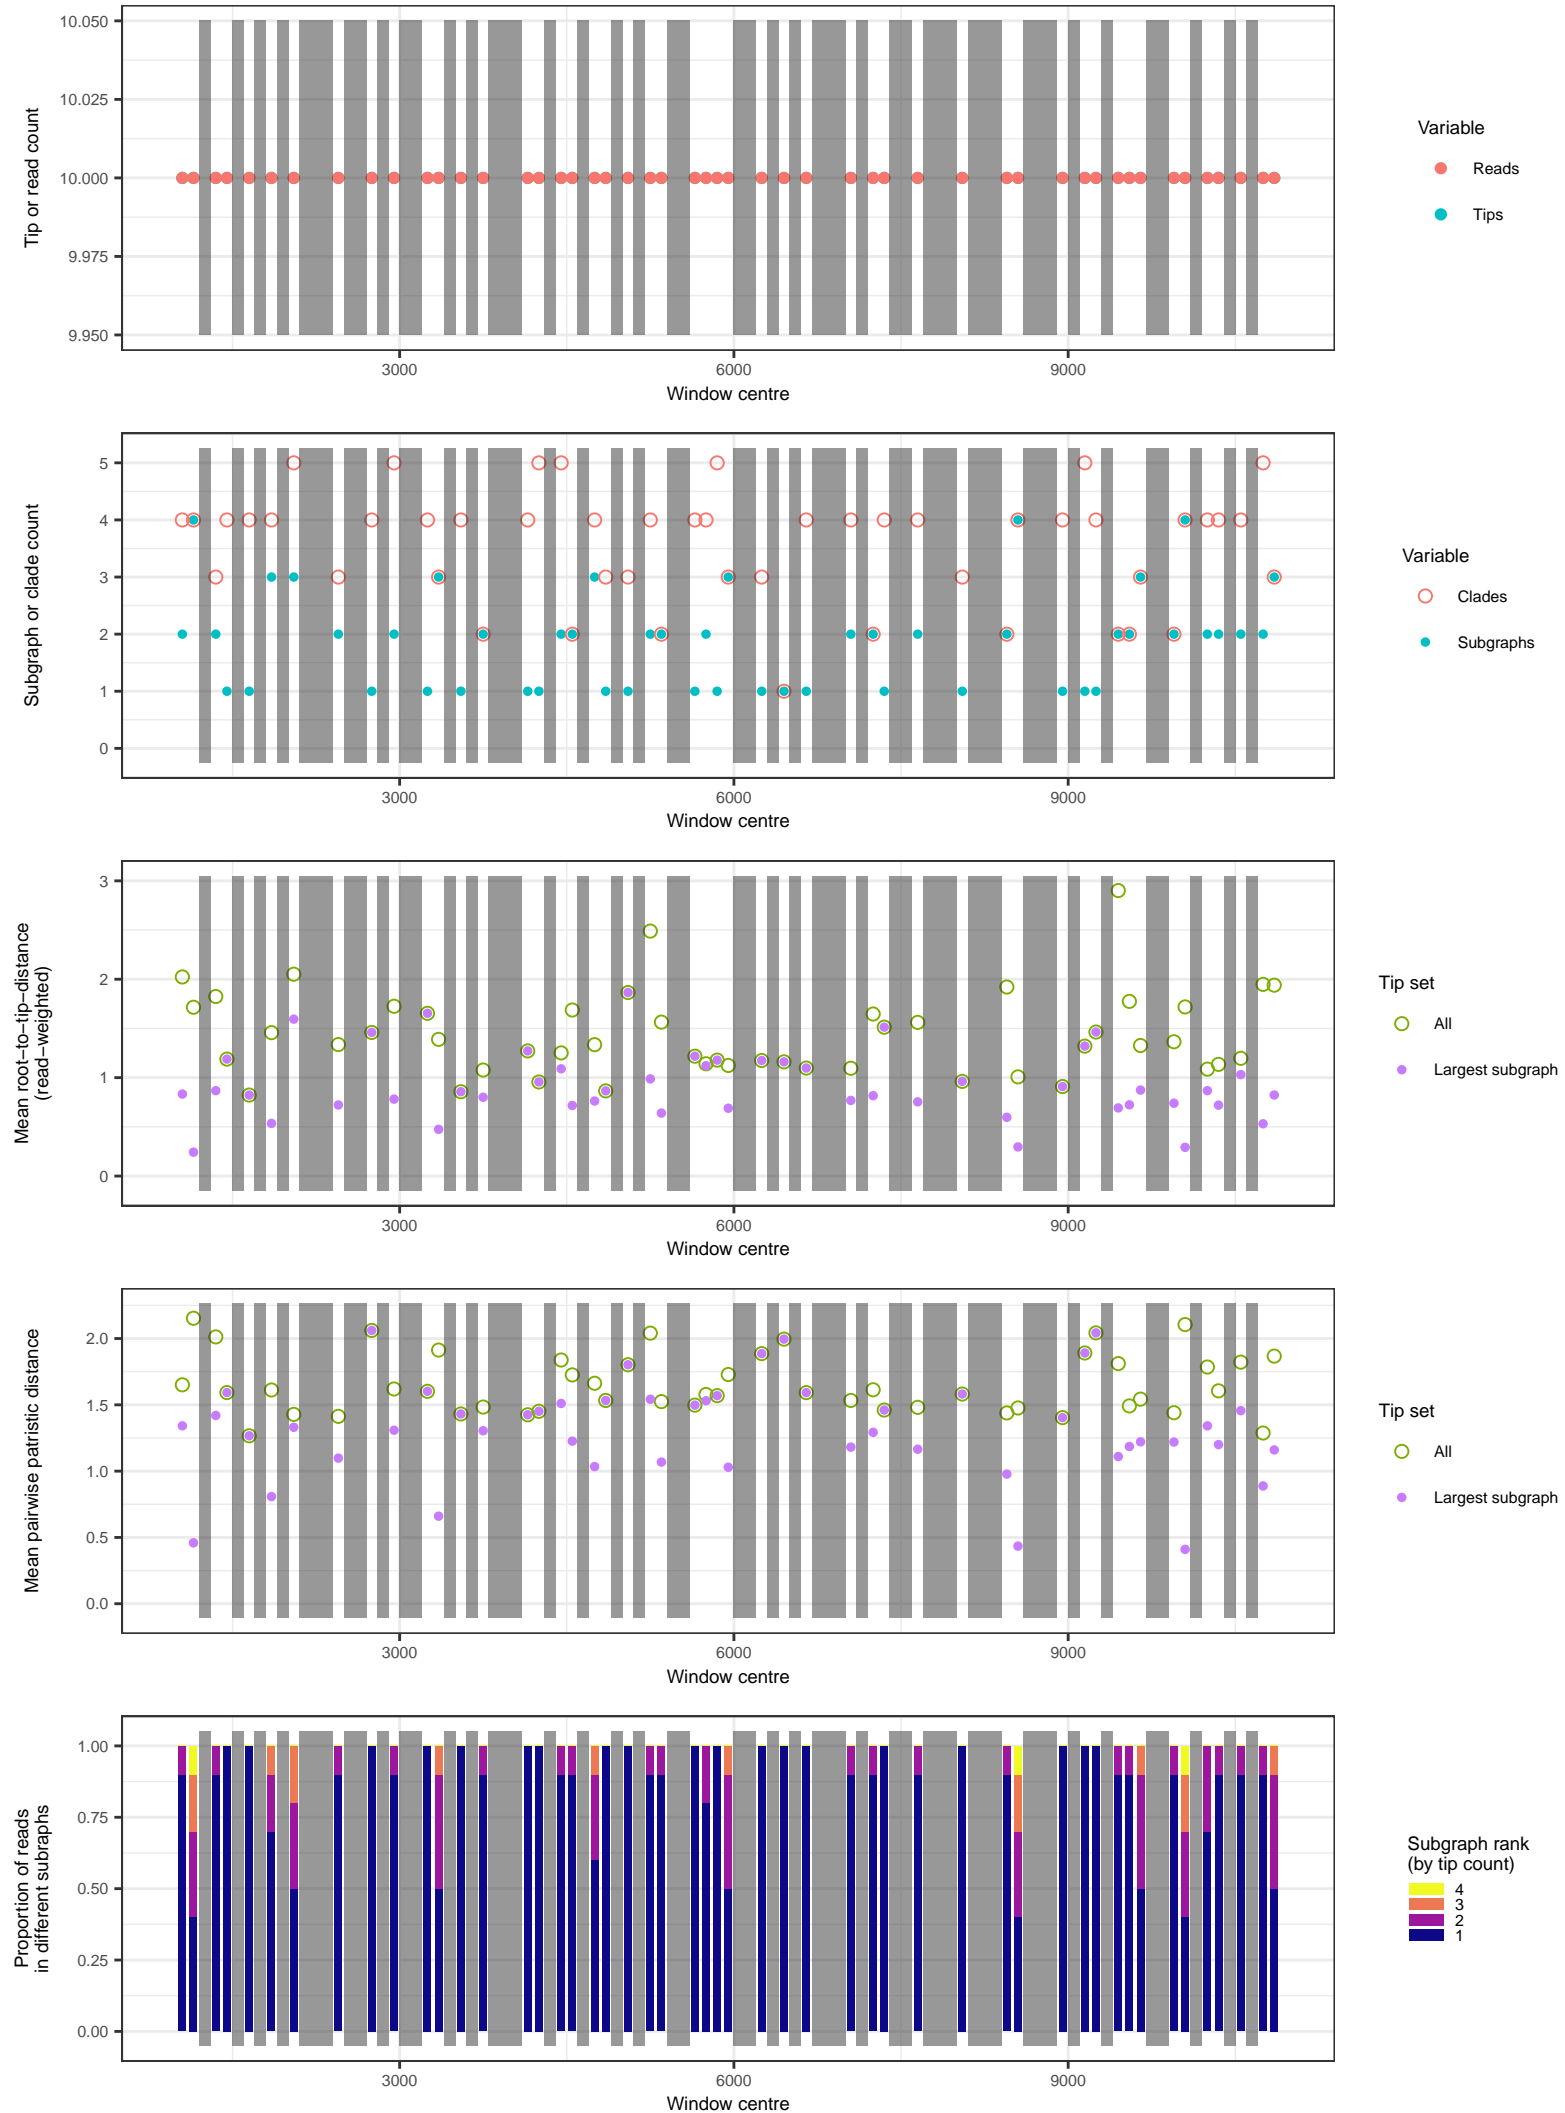 10.050
10.025
10.000
9.975
9.950
Tip or read count
3000
6000
9000
Window centre
Variable
Reads
Tips
5
4
3
2
1
0
Subgraph or clade count
3000
6000
9000
Window centre
Variable
Clades
Subgraphs
3
2
1
0
Mean root−to−tip−distance
(read−weighted)
3000
6000
9000
Window centre
Tip set
All
Largest subgraph
2.0
1.5
1.0
0.5
0.0
Mean pairwise patristic distance
3000
6000
9000
Window centre
Tip set
All
Largest subgraph
1.00
0.75
0.50
0.25
0.00
Proportion of reads
in different subraphs
3000
6000
9000
Window centre
Subgraph rank
(by tip count)
4
3
2
1